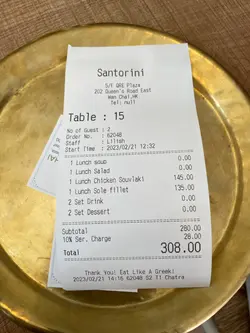 Santorini
5/F QRE Plaza
202 Queen's Road East
Wan Chai, WR
Tel: null
Table : 15
No of Guest : 2
Order No. : 62048
Staff : Lilish
Start Time : 2023/02/21 12:32
1 Lunch soup 0.00
1 Lunch Salad 0.00
1 Lunch Chicken Souvlaki 145.00
1 Lunch Sole fillet 135.00
2 Set Drink 0.00
2 Set Dessert 0.00
Subtotal 280.00
10% Ser. Charge 28.00
Total 308.00
Thank You! Eat Like A Greek!
2023/02/21 14:16 62048 S2 T1 Chatra